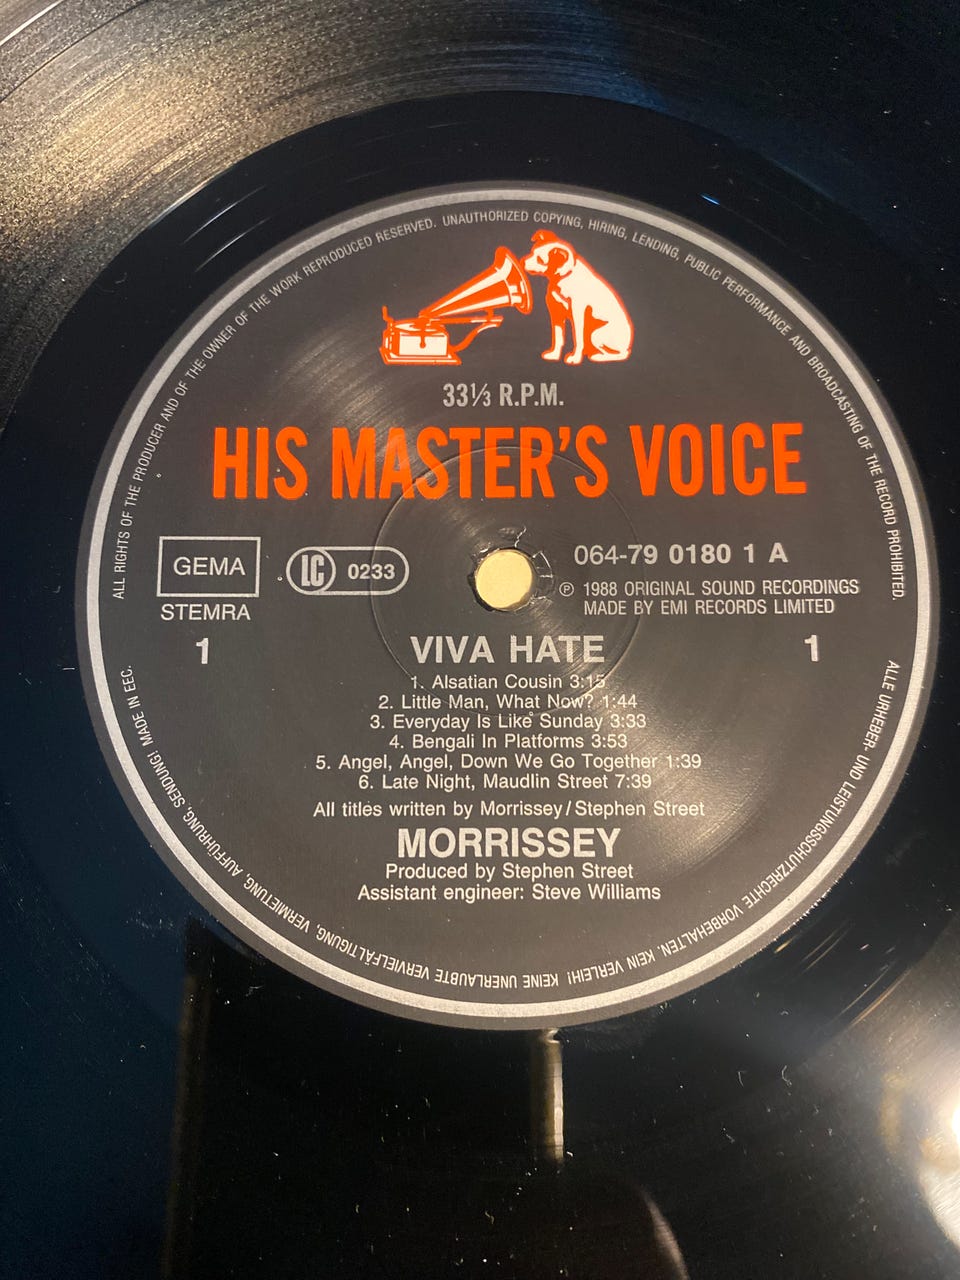 ALL RIGHTS OF THE PRODUCER AND OF THE OWNER OF THE WORK REPRODUCED RESERVED. UNAUTHORIZED COPYING, HIRING, LENDING, PUBLIC PERFORMANCE AND BROADCASTING OF THE RECORD PROHIBITED.
33⅓ R.P.M.
HIS MASTER'S VOICE
GEMA
STEMRA
LC 0233
064-79 0180 1 A
℗ 1988 ORIGINAL SOUND RECORDINGS
MADE BY EMI RECORDS LIMITED
1
1
VIVA HATE
1. Alsatian Cousin 3:15
2. Little Man, What Now? 1:44
3. Everyday Is Like Sunday 3:33
4. Bengali In Platforms 3:53
5. Angel, Angel, Down We Go Together 1:39
6. Late Night, Maudlin Street 7:39
All titles written by Morrissey/Stephen Street
MORRISSEY
Produced by Stephen Street
Assistant engineer: Steve Williams
ALLE URHEBER- UND LEISTUNGSSCHUTZRECHTE VORBEHALTEN. KEIN VERLEIH! KEINE UNERLAUBTE VERVIELFÄLTIGUNG, VERMIETUNG, AUFFÜHRUNG, SENDUNG! MADE IN EEC.